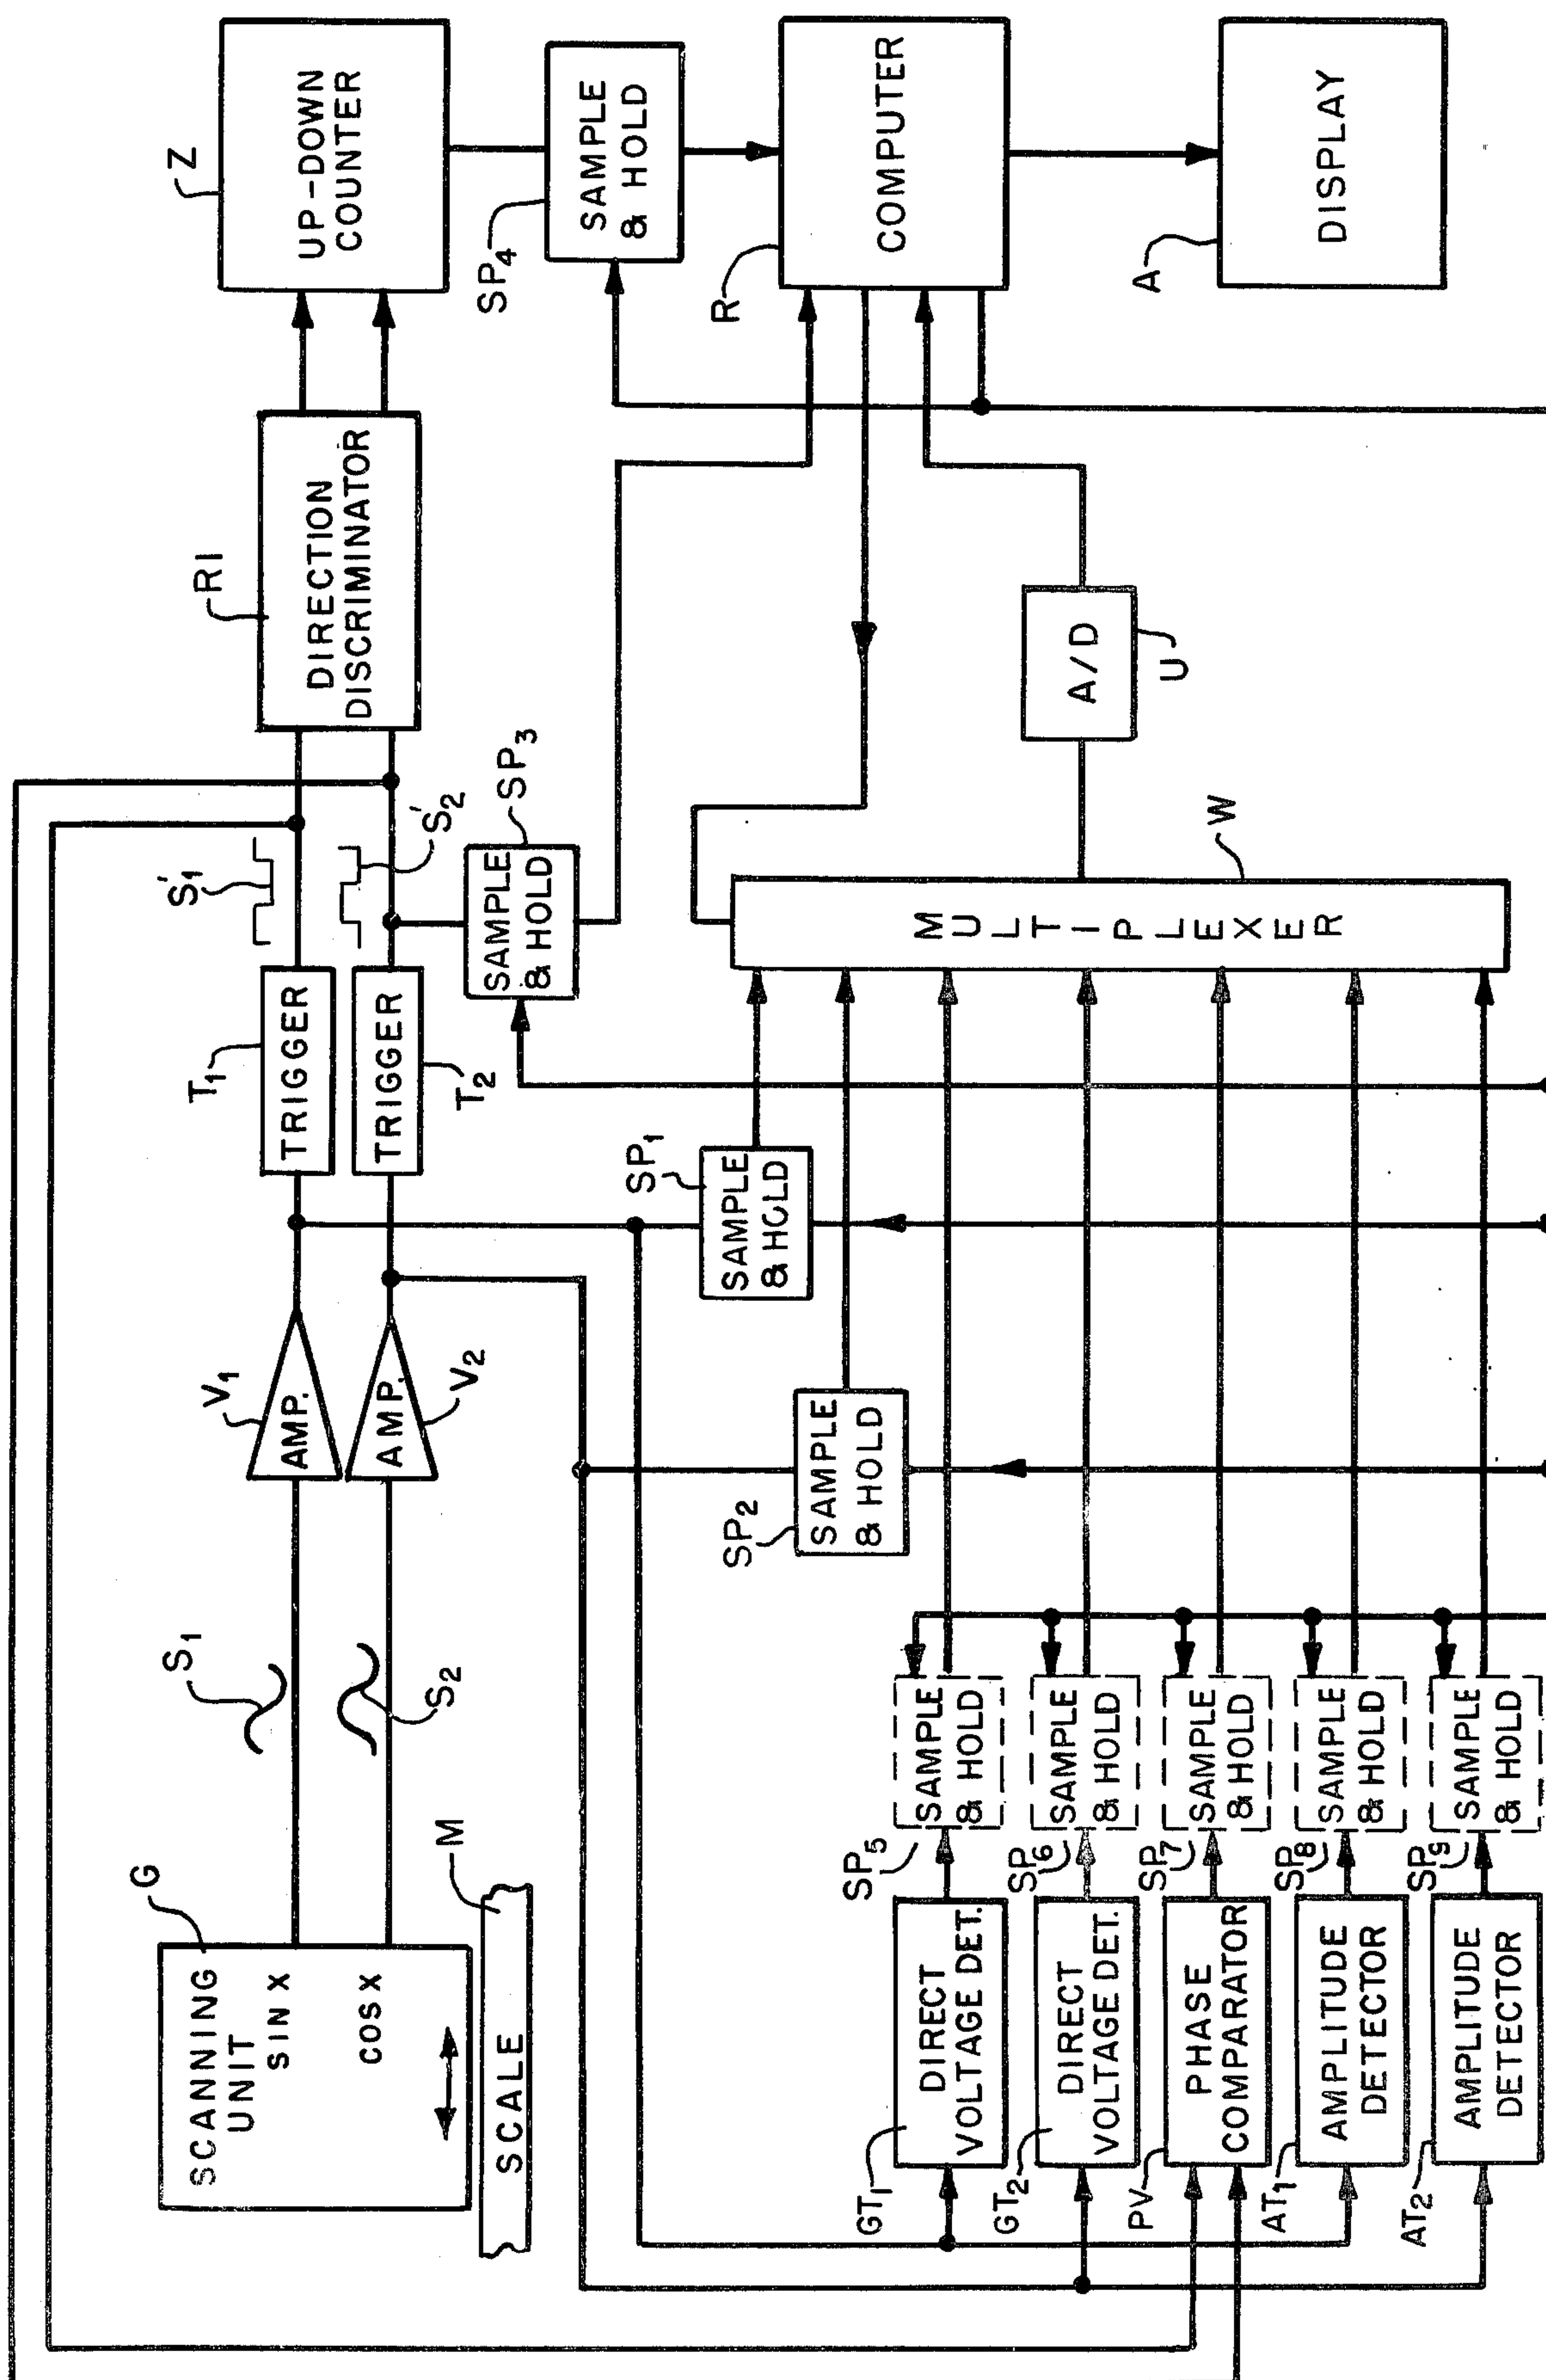 SCANNING
UNIT
SIN X
COS X
G
SCALE
M
S1
S2
AMP.
V1
AMP.
V2
TRIGGER
T1
TRIGGER
T2
S'1
S'2
DIRECTION
DISCRIMINATOR
RI
UP-DOWN
COUNTER
Z
SAMPLE
& HOLD
SP3
SAMPLE
& HOLD
SP4
SAMPLE
& HOLD
SP1
SAMPLE
& HOLD
SP2
COMPUTER
R
DISPLAY
A
A/D
U
MULTIPLEXER
W
DIRECT
VOLTAGE DET.
GT1
SAMPLE
& HOLD
SP5
DIRECT
VOLTAGE DET.
GT2
SAMPLE
& HOLD
SP6
PHASE
COMPARATOR
PV
SAMPLE
& HOLD
SP7
AMPLITUDE
DETECTOR
AT1
SAMPLE
& HOLD
SP8
AMPLITUDE
DETECTOR
AT2
SAMPLE
& HOLD
SP9